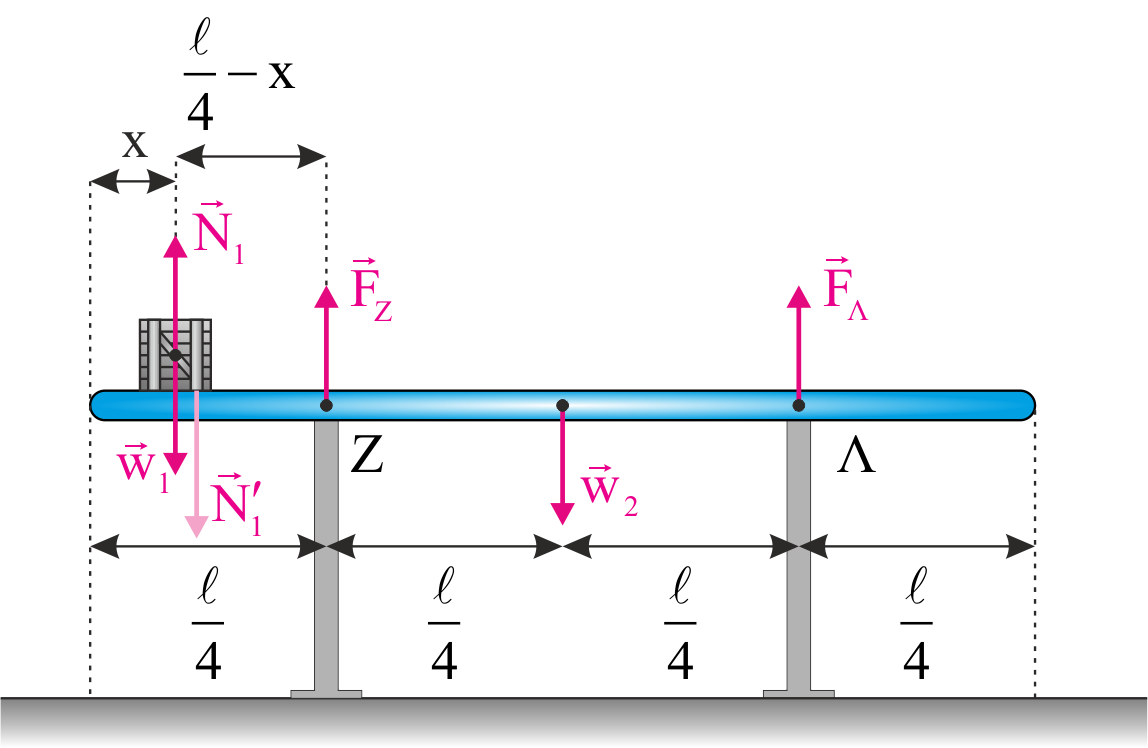 ℓ/4 − x
x
N⃗₁
F⃗_Z
F⃗_Λ
w⃗₁
Z
Λ
N⃗₁′
w⃗₂
ℓ/4
ℓ/4
ℓ/4
ℓ/4